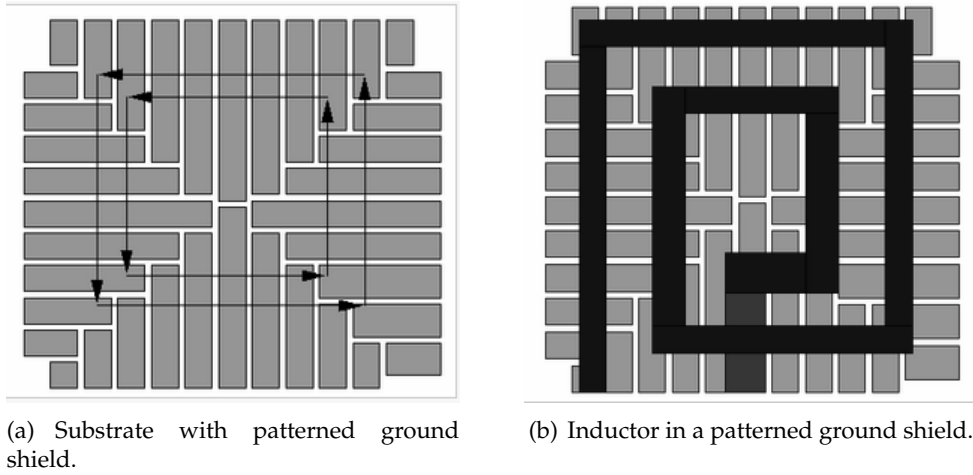 (a) Substrate with patterned ground
shield.
(b) Inductor in a patterned ground shield.